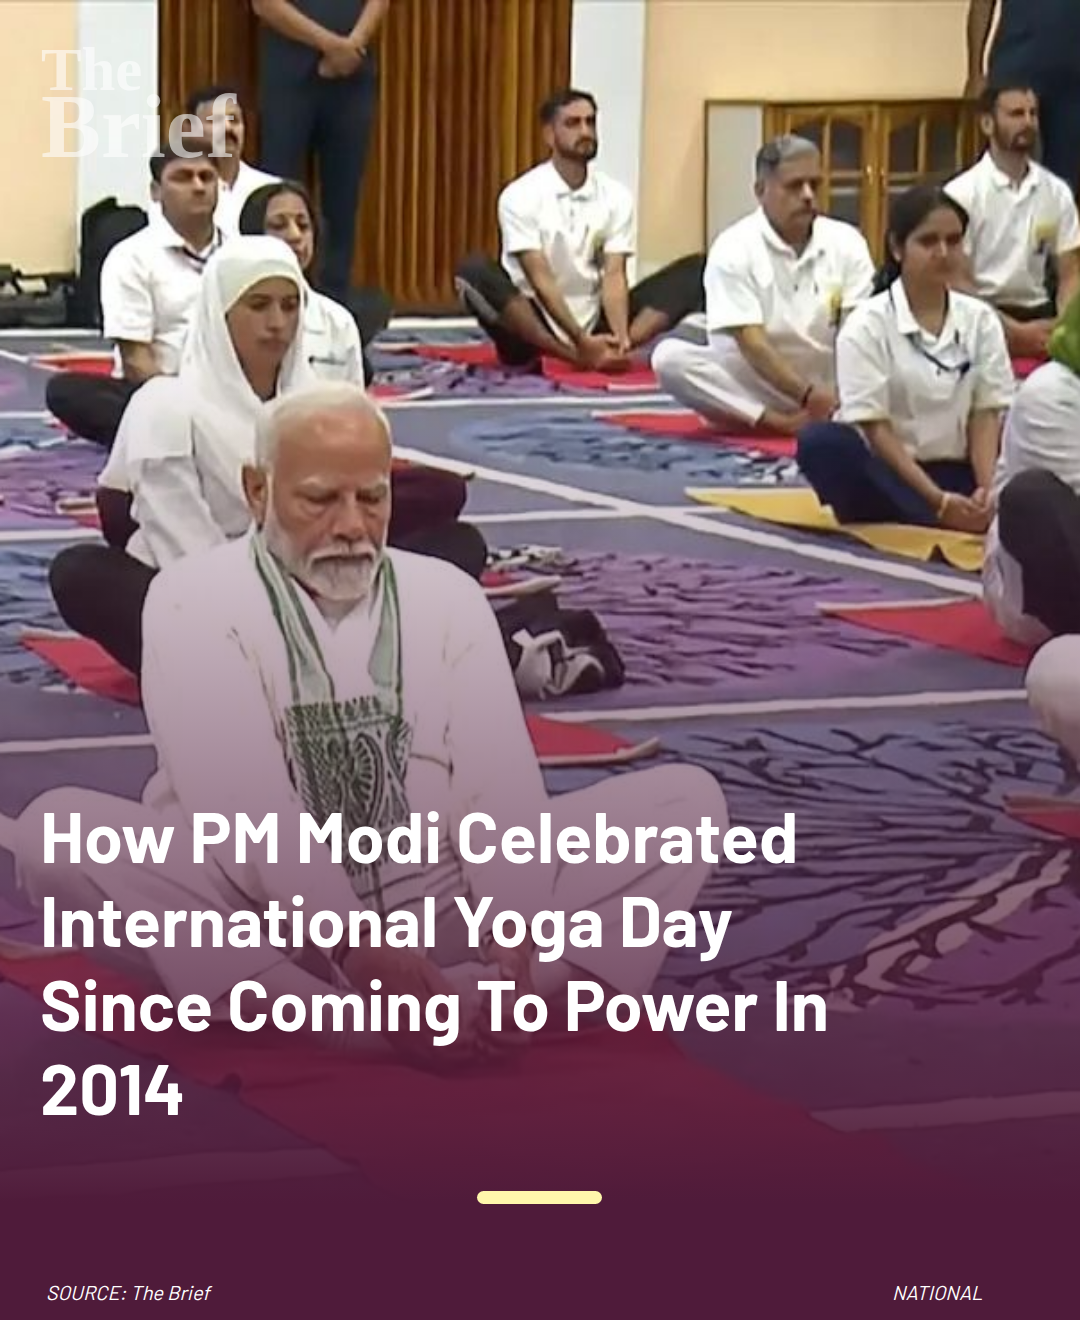 The
Brief
How PM Modi Celebrated
International Yoga Day
Since Coming To Power In
2014
SOURCE: The Brief
NATIONAL